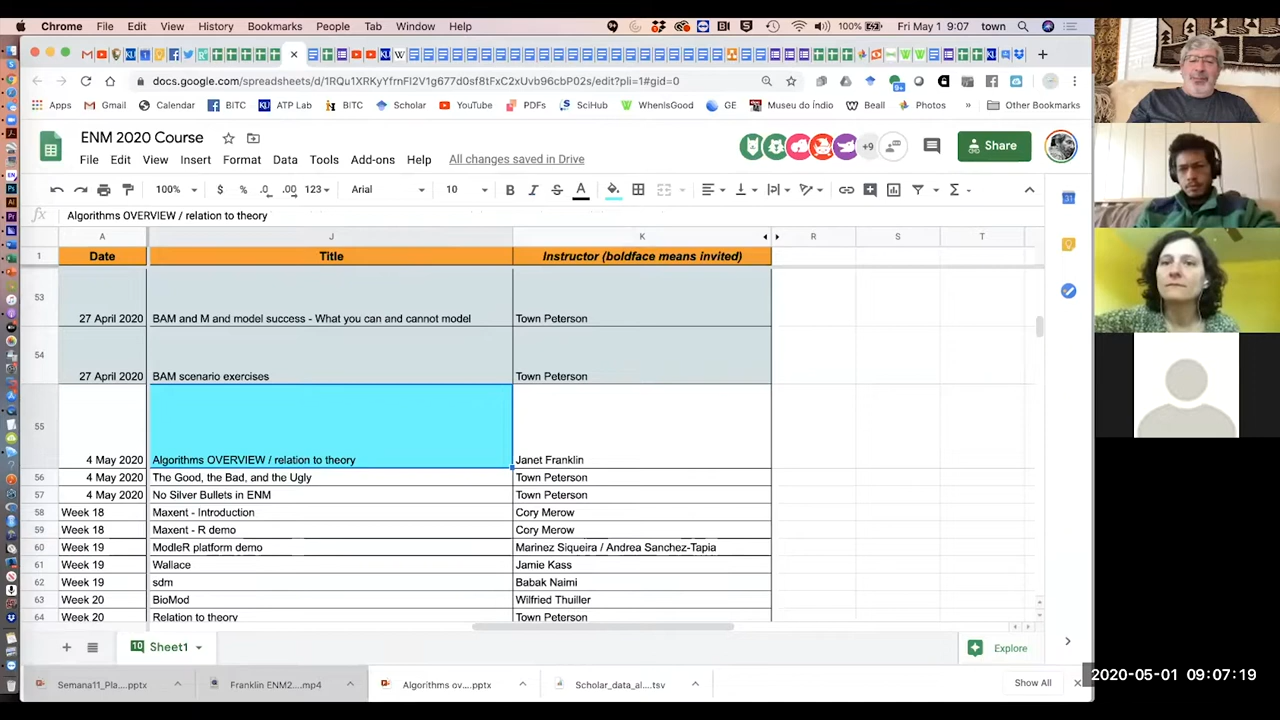 Chrome File Edit View History Bookmarks People Tab Window Help 100% Fri May 1 9:07 town
docs.google.com/spreadsheets/d/1RQu1XRKyYfrnFI2V1g677d0sf8tFxC2xUvb96cbP02s/edit?pli=1#gid=0
Apps Gmail Calendar BITC ATP Lab BITC Scholar YouTube PDFs SciHub WhenIsGood GE Museu do Índio Beall Photos » Other Bookmarks
ENM 2020 Course
+9 Share
File Edit View Insert Format Data Tools Add-ons Help All changes saved in Drive
100% $ % .0 .00 123 Arial 10 B I S A
fx Algorithms OVERVIEW / relation to theory
A J K R S T
1 Date Title Instructor (boldface means invited)
53 27 April 2020 BAM and M and model success - What you can and cannot model Town Peterson
54 27 April 2020 BAM scenario exercises Town Peterson
55 4 May 2020 Algorithms OVERVIEW / relation to theory Janet Franklin
56 4 May 2020 The Good, the Bad, and the Ugly Town Peterson
57 4 May 2020 No Silver Bullets in ENM Town Peterson
58 Week 18 Maxent - Introduction Cory Merow
59 Week 18 Maxent - R demo Cory Merow
60 Week 19 ModleR platform demo Marinez Siqueira / Andrea Sanchez-Tapia
61 Week 19 Wallace Jamie Kass
62 Week 19 sdm Babak Naimi
63 Week 20 BioMod Wilfried Thuiller
64 Week 20 Relation to theory Town Peterson
Sheet1 Explore
Semana11_Pla....pptx Franklin ENM2....mp4 Algorithms ov....pptx Scholar_data_al....tsv Show All
2020-05-01 09:07:19